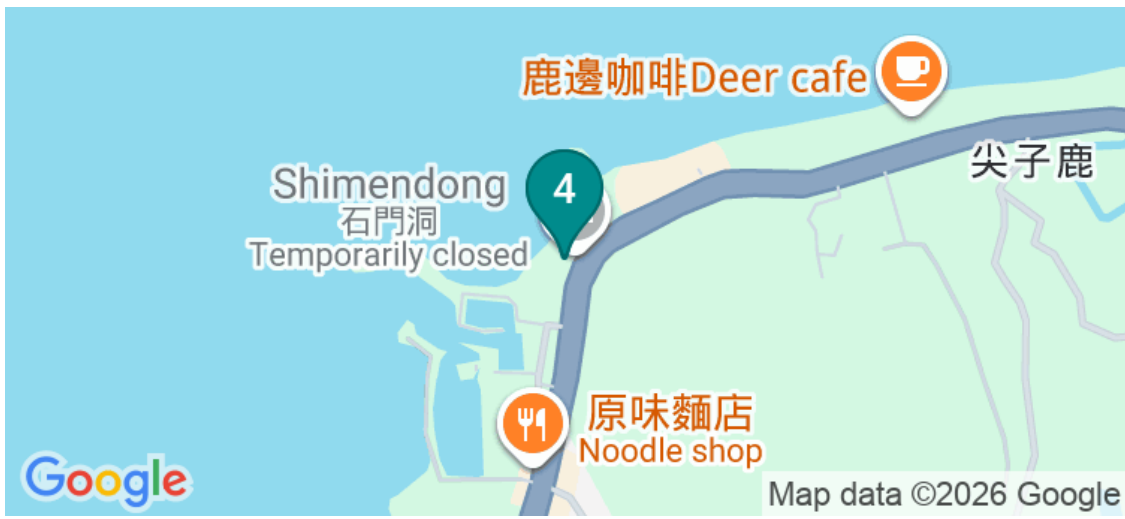 鹿邊咖啡Deer cafe
尖子鹿
4
Shimendong
石門洞
Temporarily closed
原味麵店
Noodle shop
Google
Map data ©2026 Google